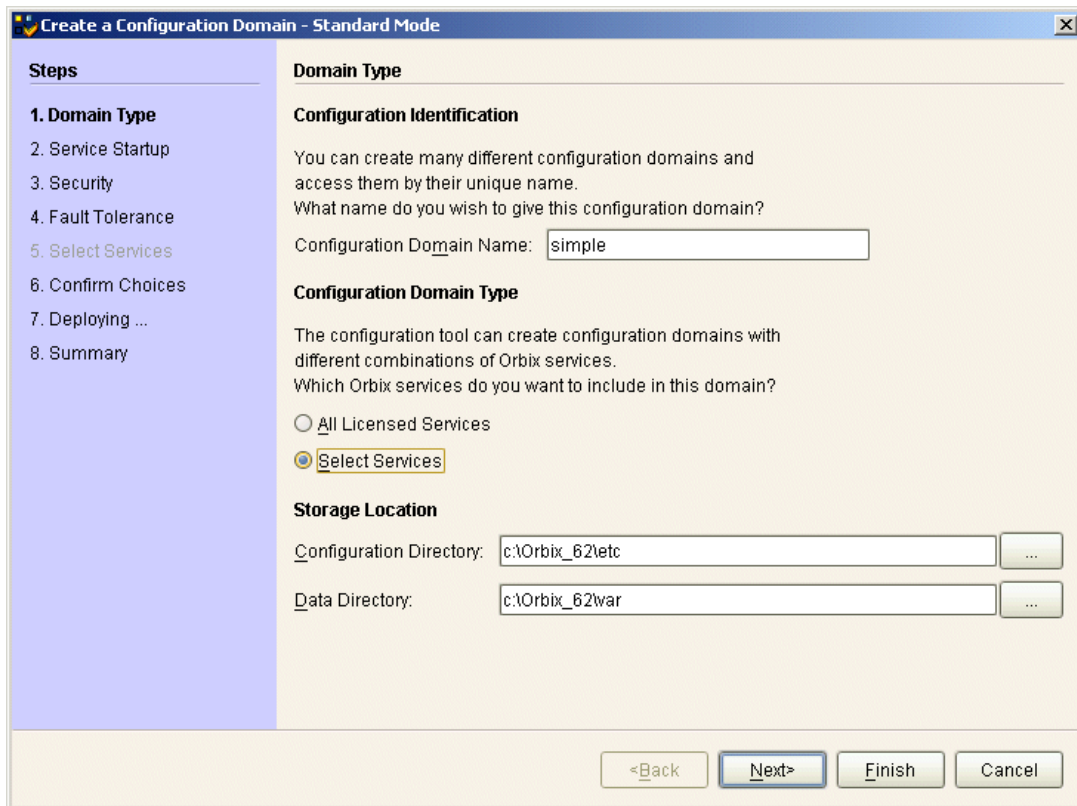 Create a Configuration Domain - Standard Mode
Steps
1. Domain Type
2. Service Startup
3. Security
4. Fault Tolerance
5. Select Services
6. Confirm Choices
7. Deploying ...
8. Summary
Domain Type
Configuration Identification
You can create many different configuration domains and
access them by their unique name.
What name do you wish to give this configuration domain?
Configuration Domain Name: simple
Configuration Domain Type
The configuration tool can create configuration domains with
different combinations of Orbix services.
Which Orbix services do you want to include in this domain?
All Licensed Services
Select Services
Storage Location
Configuration Directory: c:\Orbix_62\etc ...
Data Directory: c:\Orbix_62\var ...
<Back Next> Finish Cancel